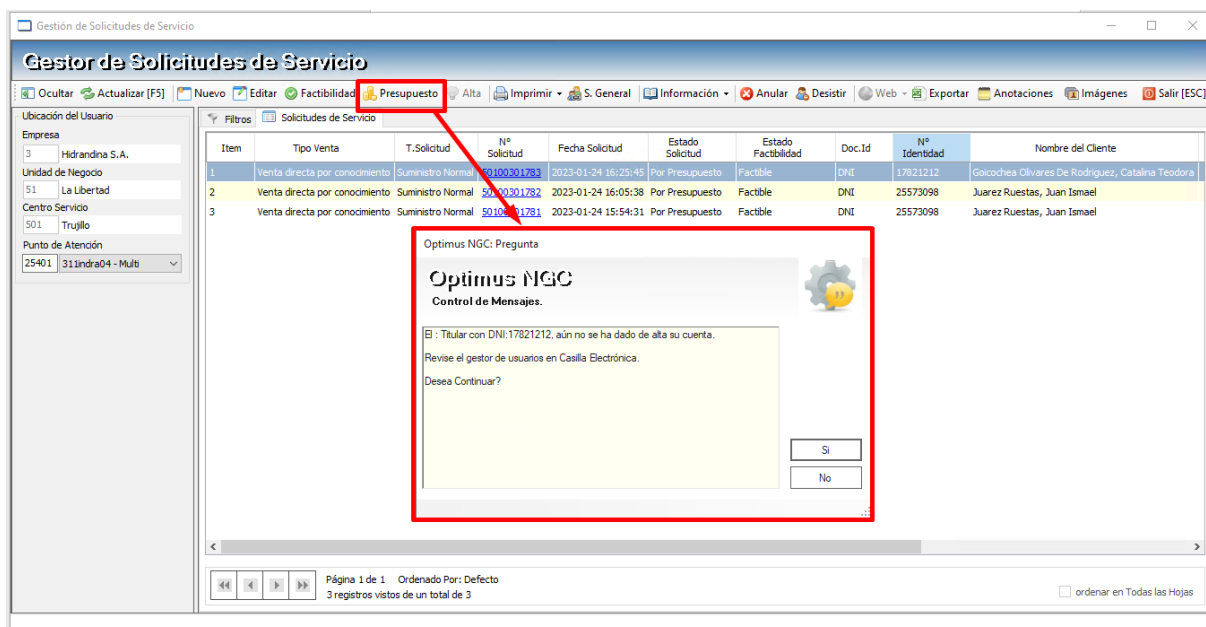 Gestión de Solicitudes de Servicio
Gestor de Solicitudes de Servicio
Ocultar Actualizar [F5] Nuevo Editar Factibilidad Presupuesto Alta Imprimir S. General Información Anular Desistir Web Exportar Anotaciones Imágenes Salir [ESC]
Ubicación del Usuario
Empresa
3 Hidrandina S.A.
Unidad de Negocio
51 La Libertad
Centro Servicio
501 Trujillo
Punto de Atención
25401 311indra04 - Multi
Filtros Solicitudes de Servicio
Item Tipo Venta T.Solicitud Nº Solicitud Fecha Solicitud Estado Solicitud Estado Factibilidad Doc.Id Nº Identidad Nombre del Cliente
1 Venta directa por conocimiento Suministro Normal 50100301783 2023-01-24 16:25:45 Por Presupuesto Factible DNI 17821212 Goicochea Olivares De Rodriguez, Catalina Teodora
2 Venta directa por conocimiento Suministro Normal 50100301782 2023-01-24 16:05:38 Por Presupuesto Factible DNI 25573098 Juarez Ruestas, Juan Ismael
3 Venta directa por conocimiento Suministro Normal 50100301781 2023-01-24 15:54:31 Por Presupuesto Factible DNI 25573098 Juarez Ruestas, Juan Ismael
Optimus NGC: Pregunta
Optimus NGC
Control de Mensajes.
El : Titular con DNI:17821212, aún no se ha dado de alta su cuenta.
Revise el gestor de usuarios en Casilla Electrónica.
Desea Continuar?
Si
No
Página 1 de 1 Ordenado Por: Defecto
3 registros vistos de un total de 3
ordenar en Todas las Hojas